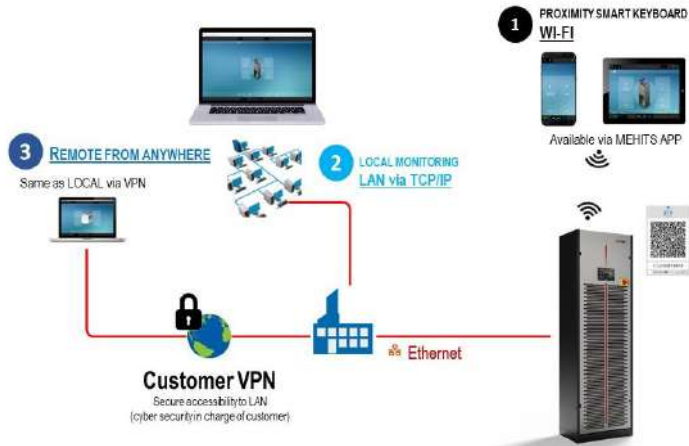 1
PROXIMITY SMART KEYBOARD
WI-FI
Available via MEHITS APP
3
REMOTE FROM ANYWHERE
Same as LOCAL via VPN
2
LOCAL MONITORING
LAN via TCP/IP
Ethernet
Customer VPN
Secure accessibility to LAN
(cyber security in charge of customer)